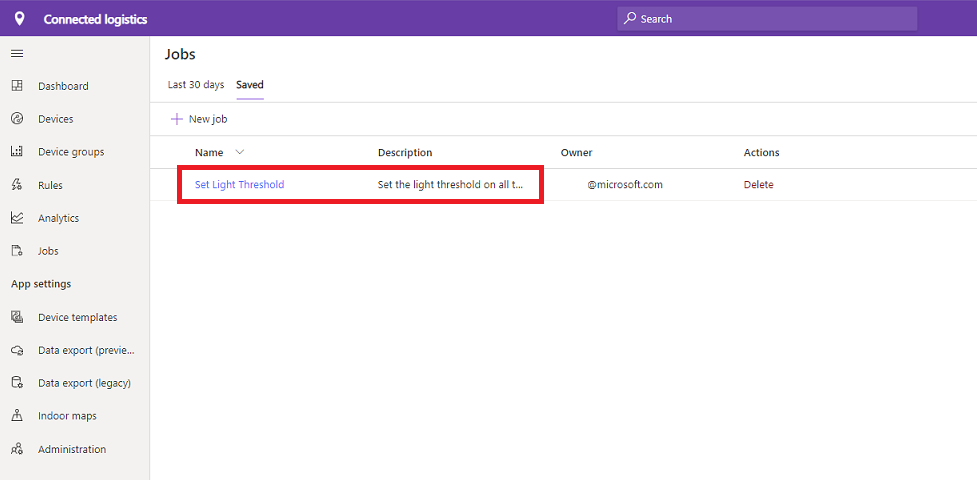 Connected logistics
Search
Jobs
Last 30 days Saved
New job
Name Description Owner Actions
Set Light Threshold Set the light threshold on all t... @microsoft.com Delete
Dashboard
Devices
Device groups
Rules
Analytics
Jobs
App settings
Device templates
Data export (previe...
Data export (legacy)
Indoor maps
Administration